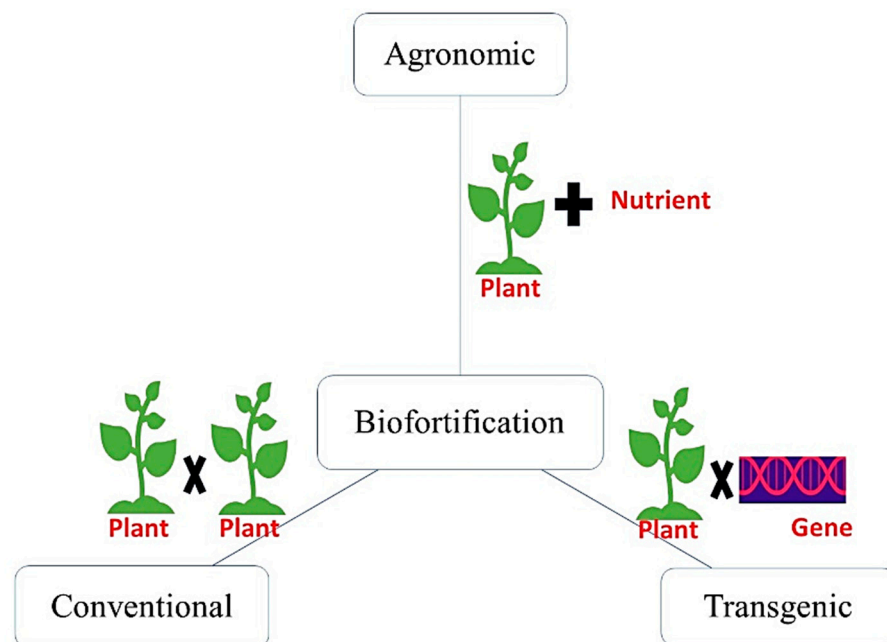 Agronomic
Nutrient
Plant
Biofortification
Plant
Plant
Plant
Gene
Conventional
Transgenic